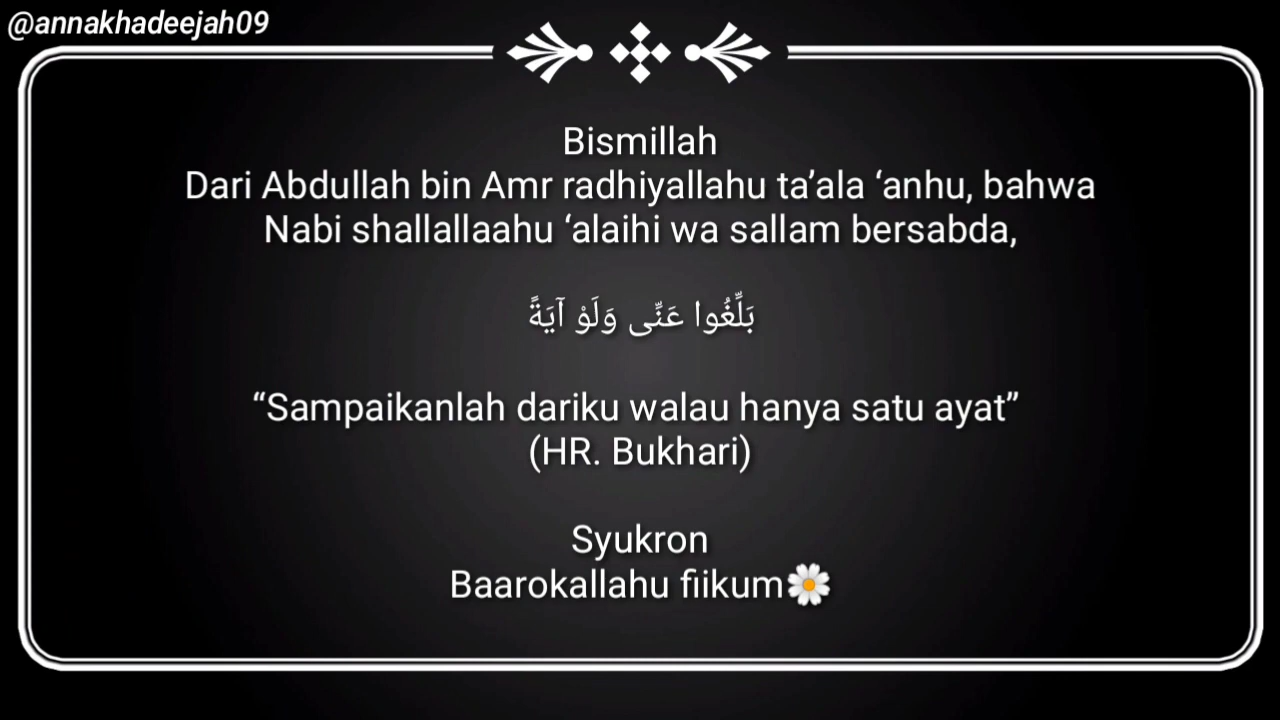 @annakhadeejah09
Bismillah
Dari Abdullah bin Amr radhiyallahu ta’ala ‘anhu, bahwa
Nabi shallallaahu ‘alaihi wa sallam bersabda,
بَلِّغُوا عَنِّى وَلَوْ آيَةً
“Sampaikanlah dariku walau hanya satu ayat”
(HR. Bukhari)
Syukron
Baarokallahu fiikum🌼